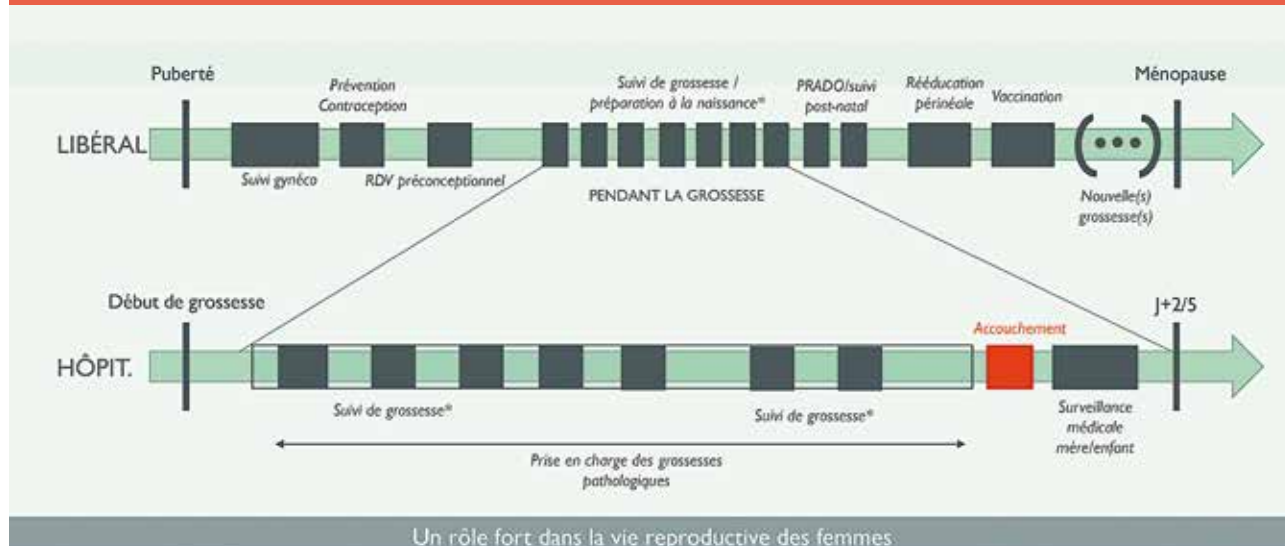 Puberté
Ménopause
Prévention
Contraception
Suivi de grossesse /
préparation à la naissance*
PRADO/suivi
post-natal
Rééducation
périnéale
Vaccination
LIBÉRAL
(•••)
Suivi gynéco
RDV préconceptionnel
PENDANT LA GROSSESSE
Nouvelle(s)
grossesse(s)
Début de grossesse
J+2/5
Accouchement
HÔPIT.
Suivi de grossesse*
Suivi de grossesse*
Surveillance
médicale
mère/enfant
Prise en charge des grossesses
pathologiques
Un rôle fort dans la vie reproductive des femmes